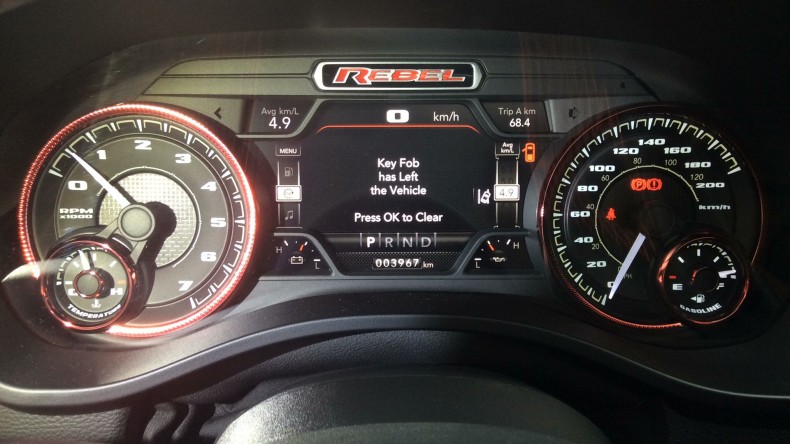 REBEL
Avg km/L
4.9
0 km/h
Trip A km
68.4
MENU
Key Fob
has Left
the Vehicle
Press OK to Clear
Avg
km/L
4.9
P R N D
003967 km
H
L
H
L
0
1
2
3
4
5
6
7
RPM
x1000
H
TEMPERATURE
0
20
40
60
80
100
120
140
160
180
200
km/h
60
80
100
120
MPH
P
E
F
GASOLINE